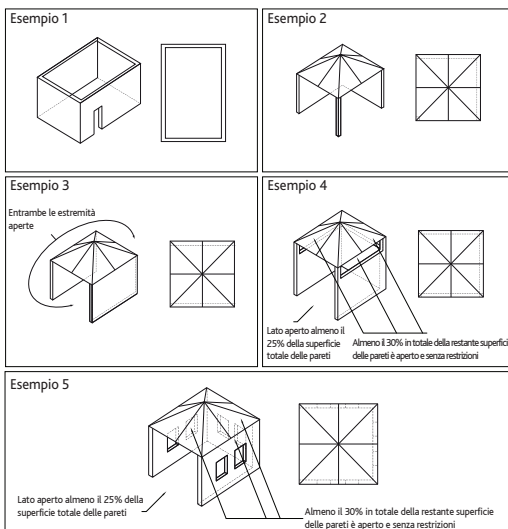 Esempio 1
Esempio 2
Esempio 3
Entrambe le estremità
aperte
Esempio 4
Lato aperto almeno il
25% della superficie
totale delle pareti
Almeno il 30% in totale della restante superficie
delle pareti è aperto e senza restrizioni
Esempio 5
Lato aperto almeno il 25% della
superficie totale delle pareti
Almeno il 30% in totale della restante superficie
delle pareti è aperto e senza restrizioni